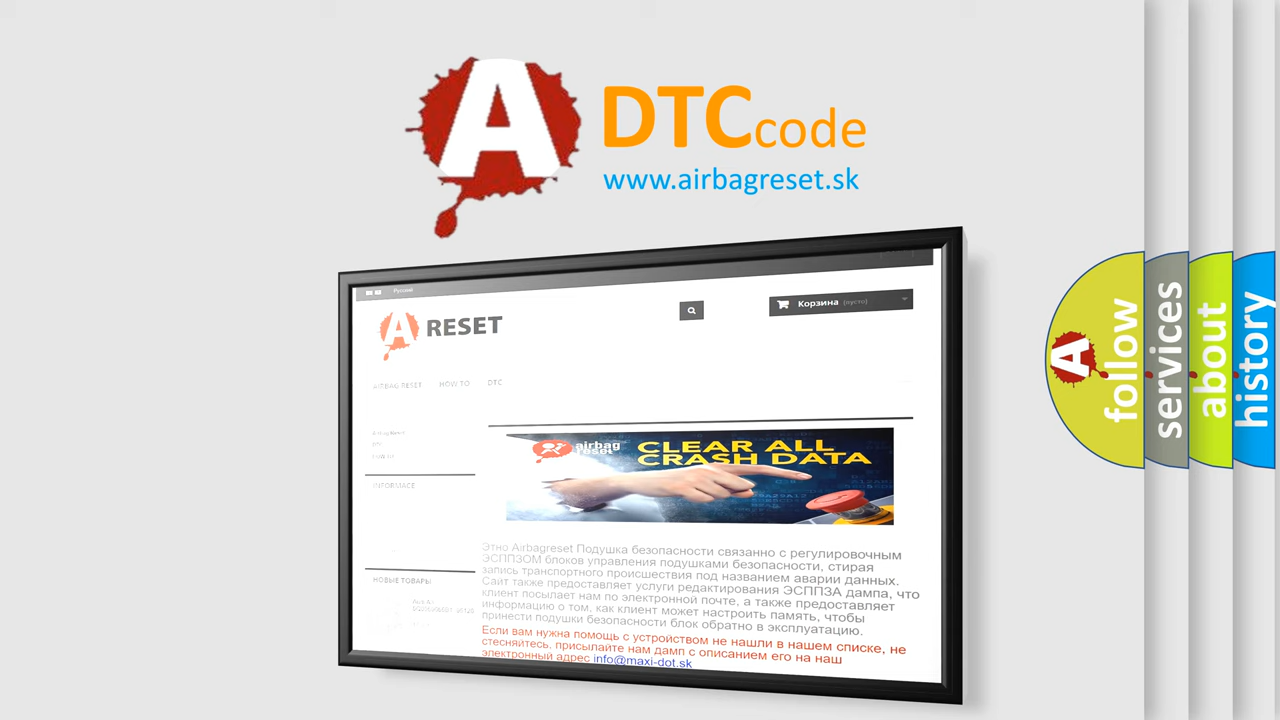 A DTCcode
www.airbagreset.sk
Русский
A RESET
Корзина (пусто)
AIRBAG RESET HOW TO DTC
Airbag Reset
DTC
INFORMACE
НОВЫЕ ТОВАРЫ
airbag
reset
CLEAR ALL
CRASH DATA
Этно Airbagreset Подушка безопасности связанно с регулировочным
ЭСППЗОМ блоков управления подушками безопасности, стирая
запись транспортного происшествия под названием аварии данных.
Сайт также предоставляет услуги редактирования ЭСППЗА дампа, что
клиент посылает нам по электронной почте, а также предоставляет
информацию о том, как клиент может настроить память, чтобы
принести подушки безопасности блок обратно в эксплуатацию.
Если вам нужна помощь с устройством не нашли в нашем списке, не
стесняйтесь, присылайте нам дамп с описанием его на наш
электронный адрес info@maxi-dot.sk
A
follow
services
about
history